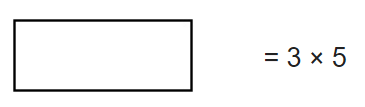 = 3 × 5